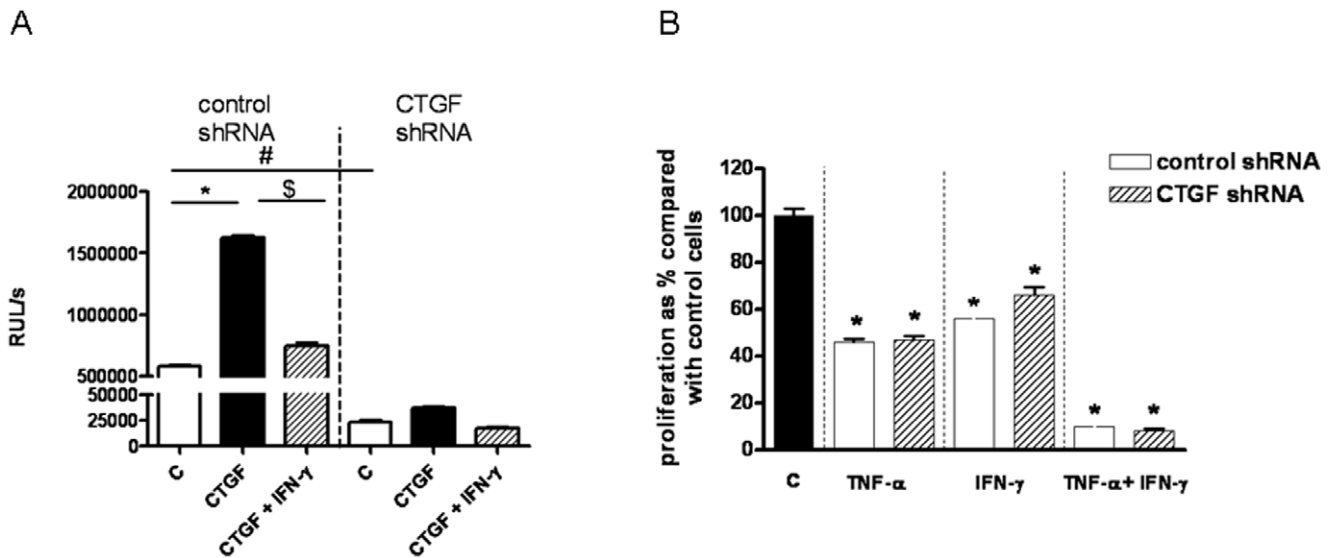 A
control
shRNA
CTGF
shRNA
#
*
$
2000000
1500000
1000000
500000
50000
25000
0
RUL/s
C
CTGF
CTGF + IFN-γ
C
CTGF
CTGF + IFN-γ
B
control shRNA
CTGF shRNA
120
100
80
60
40
20
0
proliferation as % compared
with control cells
*
*
*
*
*
*
C
TNF-α
IFN-γ
TNF-α+ IFN-γ